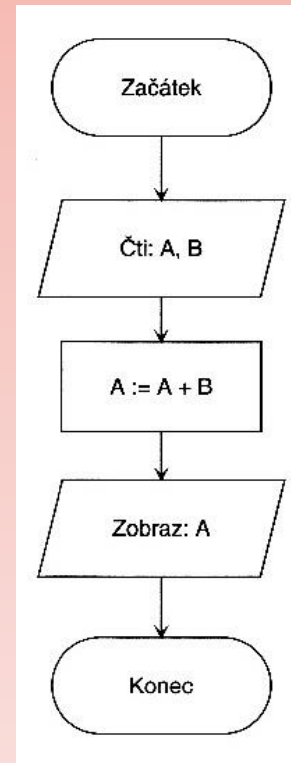 Začátek
Čti: A, B
A := A + B
Zobraz: A
Konec